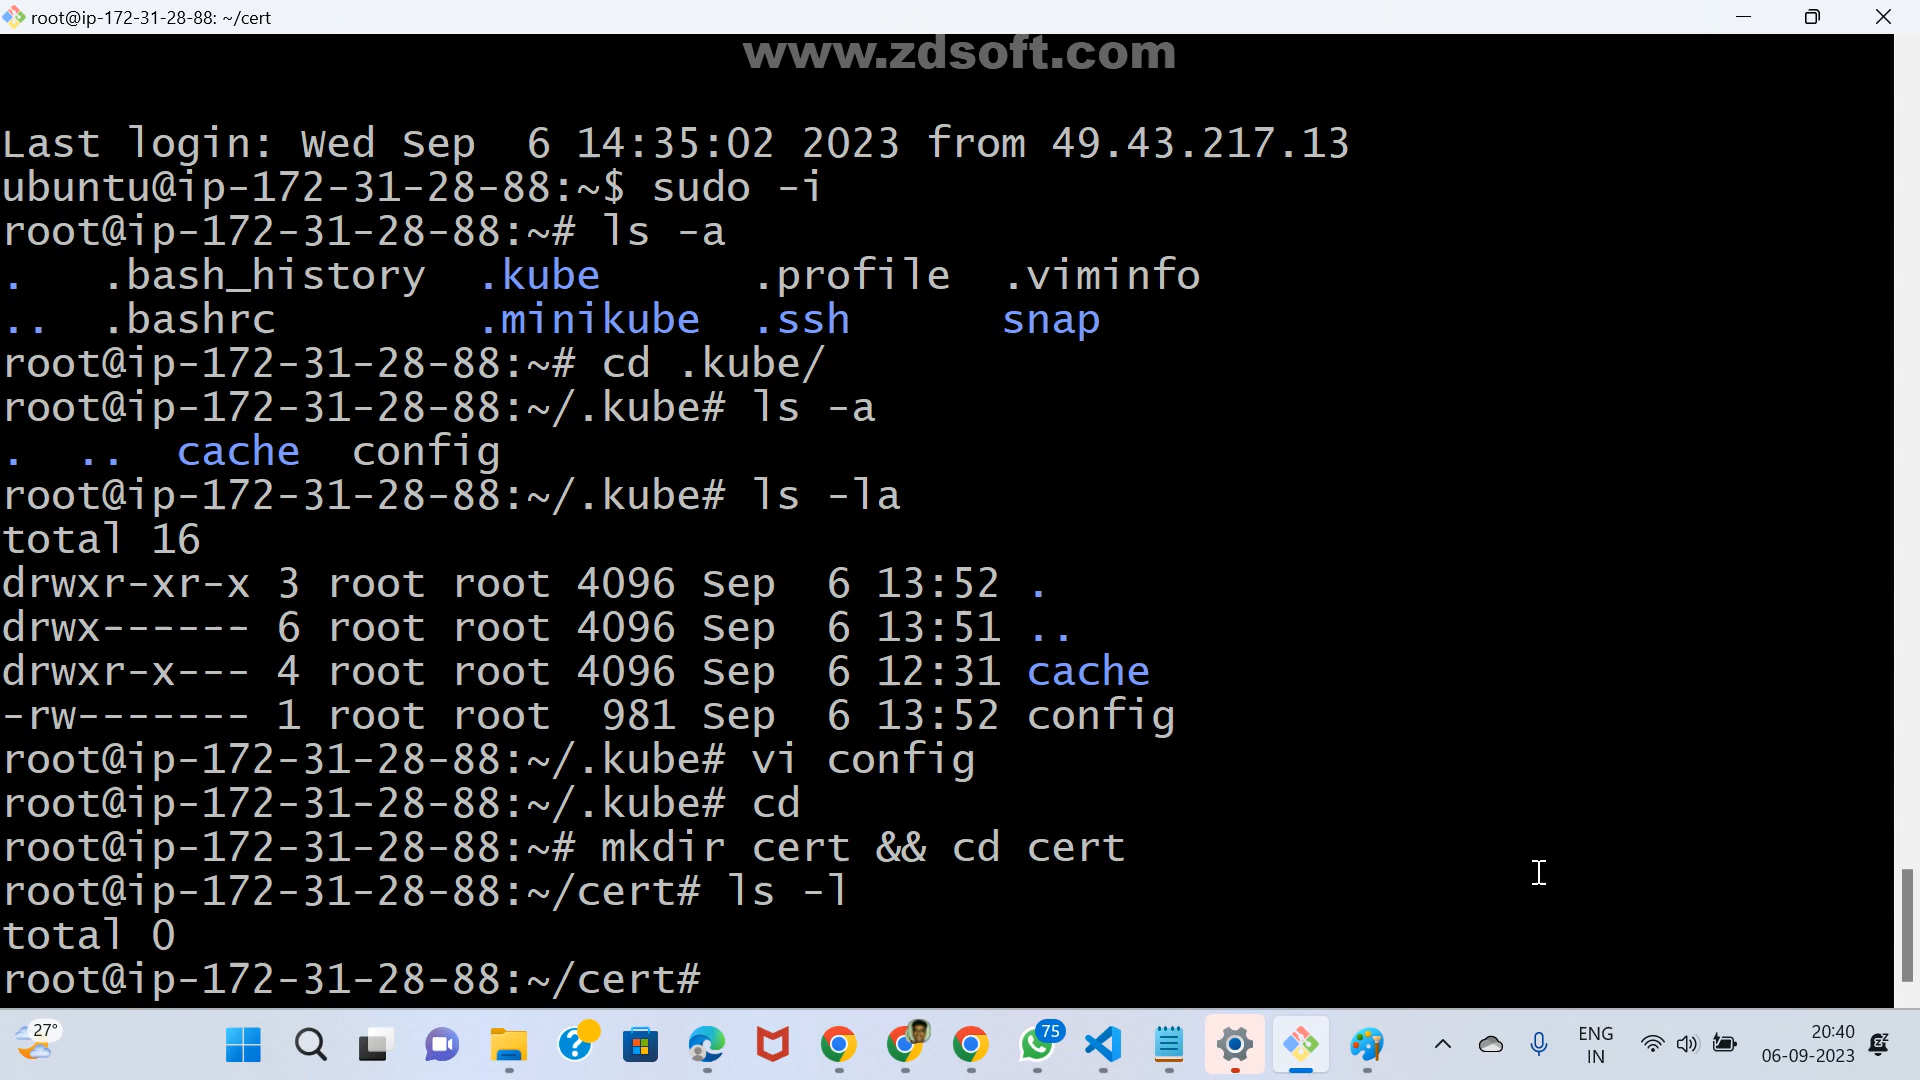 root@ip-172-31-28-88: ~/cert
www.zdsoft.com
Last login: Wed Sep  6 14:35:02 2023 from 49.43.217.13
ubuntu@ip-172-31-28-88:~$ sudo -i
root@ip-172-31-28-88:~# ls -a
.   .bash_history  .kube      .profile  .viminfo
..  .bashrc        .minikube  .ssh      snap
root@ip-172-31-28-88:~# cd .kube/
root@ip-172-31-28-88:~/.kube# ls -a
.  ..  cache  config
root@ip-172-31-28-88:~/.kube# ls -la
total 16
drwxr-xr-x 3 root root 4096 Sep  6 13:52 .
drwx------ 6 root root 4096 Sep  6 13:51 ..
drwxr-x--- 4 root root 4096 Sep  6 12:31 cache
-rw------- 1 root root  981 Sep  6 13:52 config
root@ip-172-31-28-88:~/.kube# vi config
root@ip-172-31-28-88:~/.kube# cd
root@ip-172-31-28-88:~# mkdir cert && cd cert
root@ip-172-31-28-88:~/cert# ls -l
total 0
root@ip-172-31-28-88:~/cert#
27°
75
ENG
IN
20:40
06-09-2023